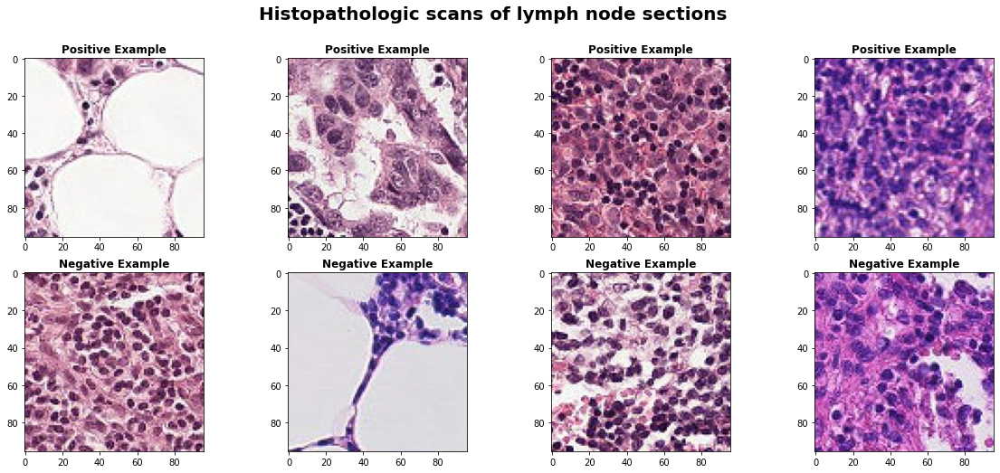 Histopathologic scans of lymph node sections
Positive Example Positive Example Positive Example Positive Example
0 0 0 0
20 20 20 20
40 40 40 40
60 60 60 60
80 80 80 80
0 20 40 60 80 0 20 40 60 80 0 20 40 60 80 0 20 40 60 80
Negative Example Negative Example Negative Example Negative Example
0 0 0 0
20 20 20 20
40 40 40 40
60 60 60 60
80 80 80 80
0 20 40 60 80 0 20 40 60 80 0 20 40 60 80 0 20 40 60 80